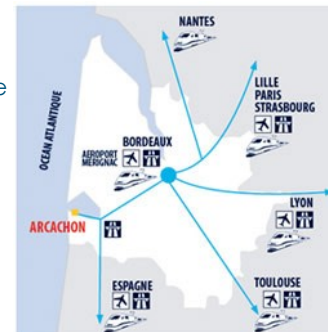 NANTES
e
LILLE
PARIS
STRASBOURG
OCEAN ATLANTIQUE
BORDEAUX
AEROPORT
MERIGNAC
LYON
ARCACHON
ESPAGNE
TOULOUSE